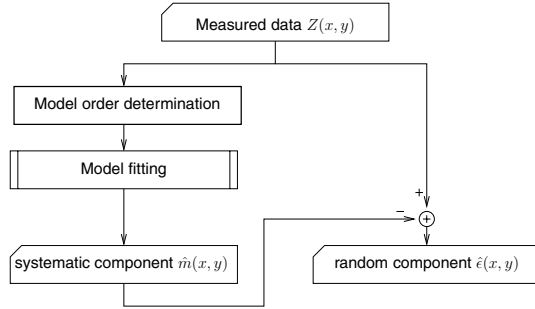 Measured data Z(x, y)
Model order determination
Model fitting
+
−
+
systematic component m̂(x, y)
random component ϵ̂(x, y)